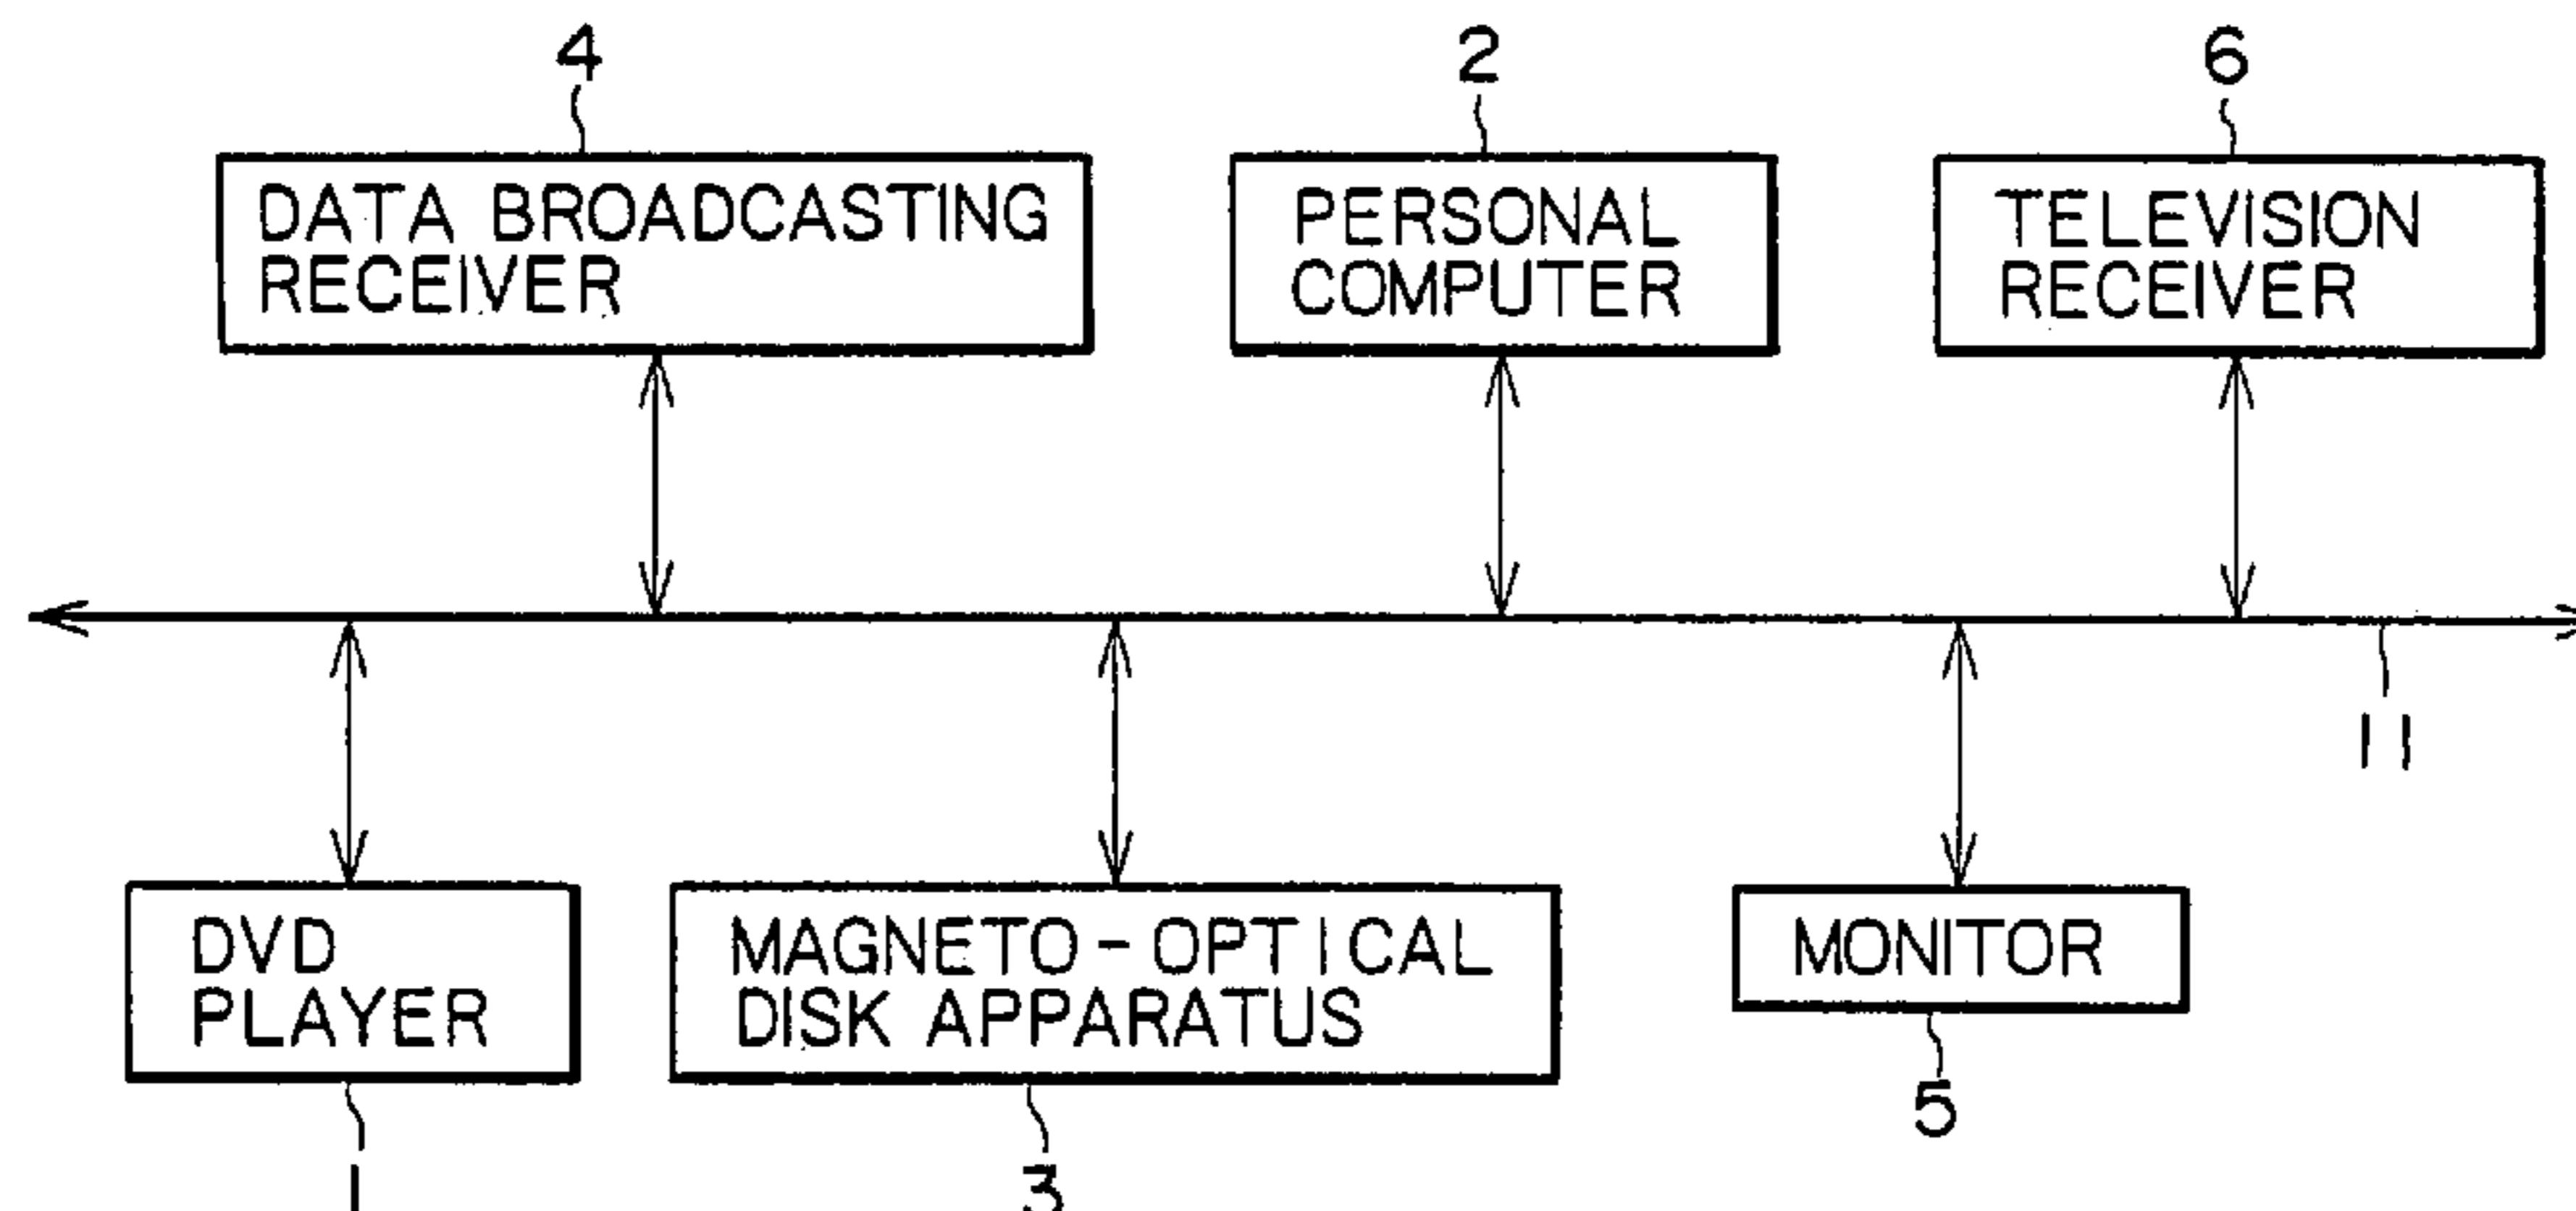 4
2
6
DATA BROADCASTING
RECEIVER
PERSONAL
COMPUTER
TELEVISION
RECEIVER
11
DVD
PLAYER
MAGNETO-OPTICAL
DISK APPARATUS
MONITOR
5
1
3